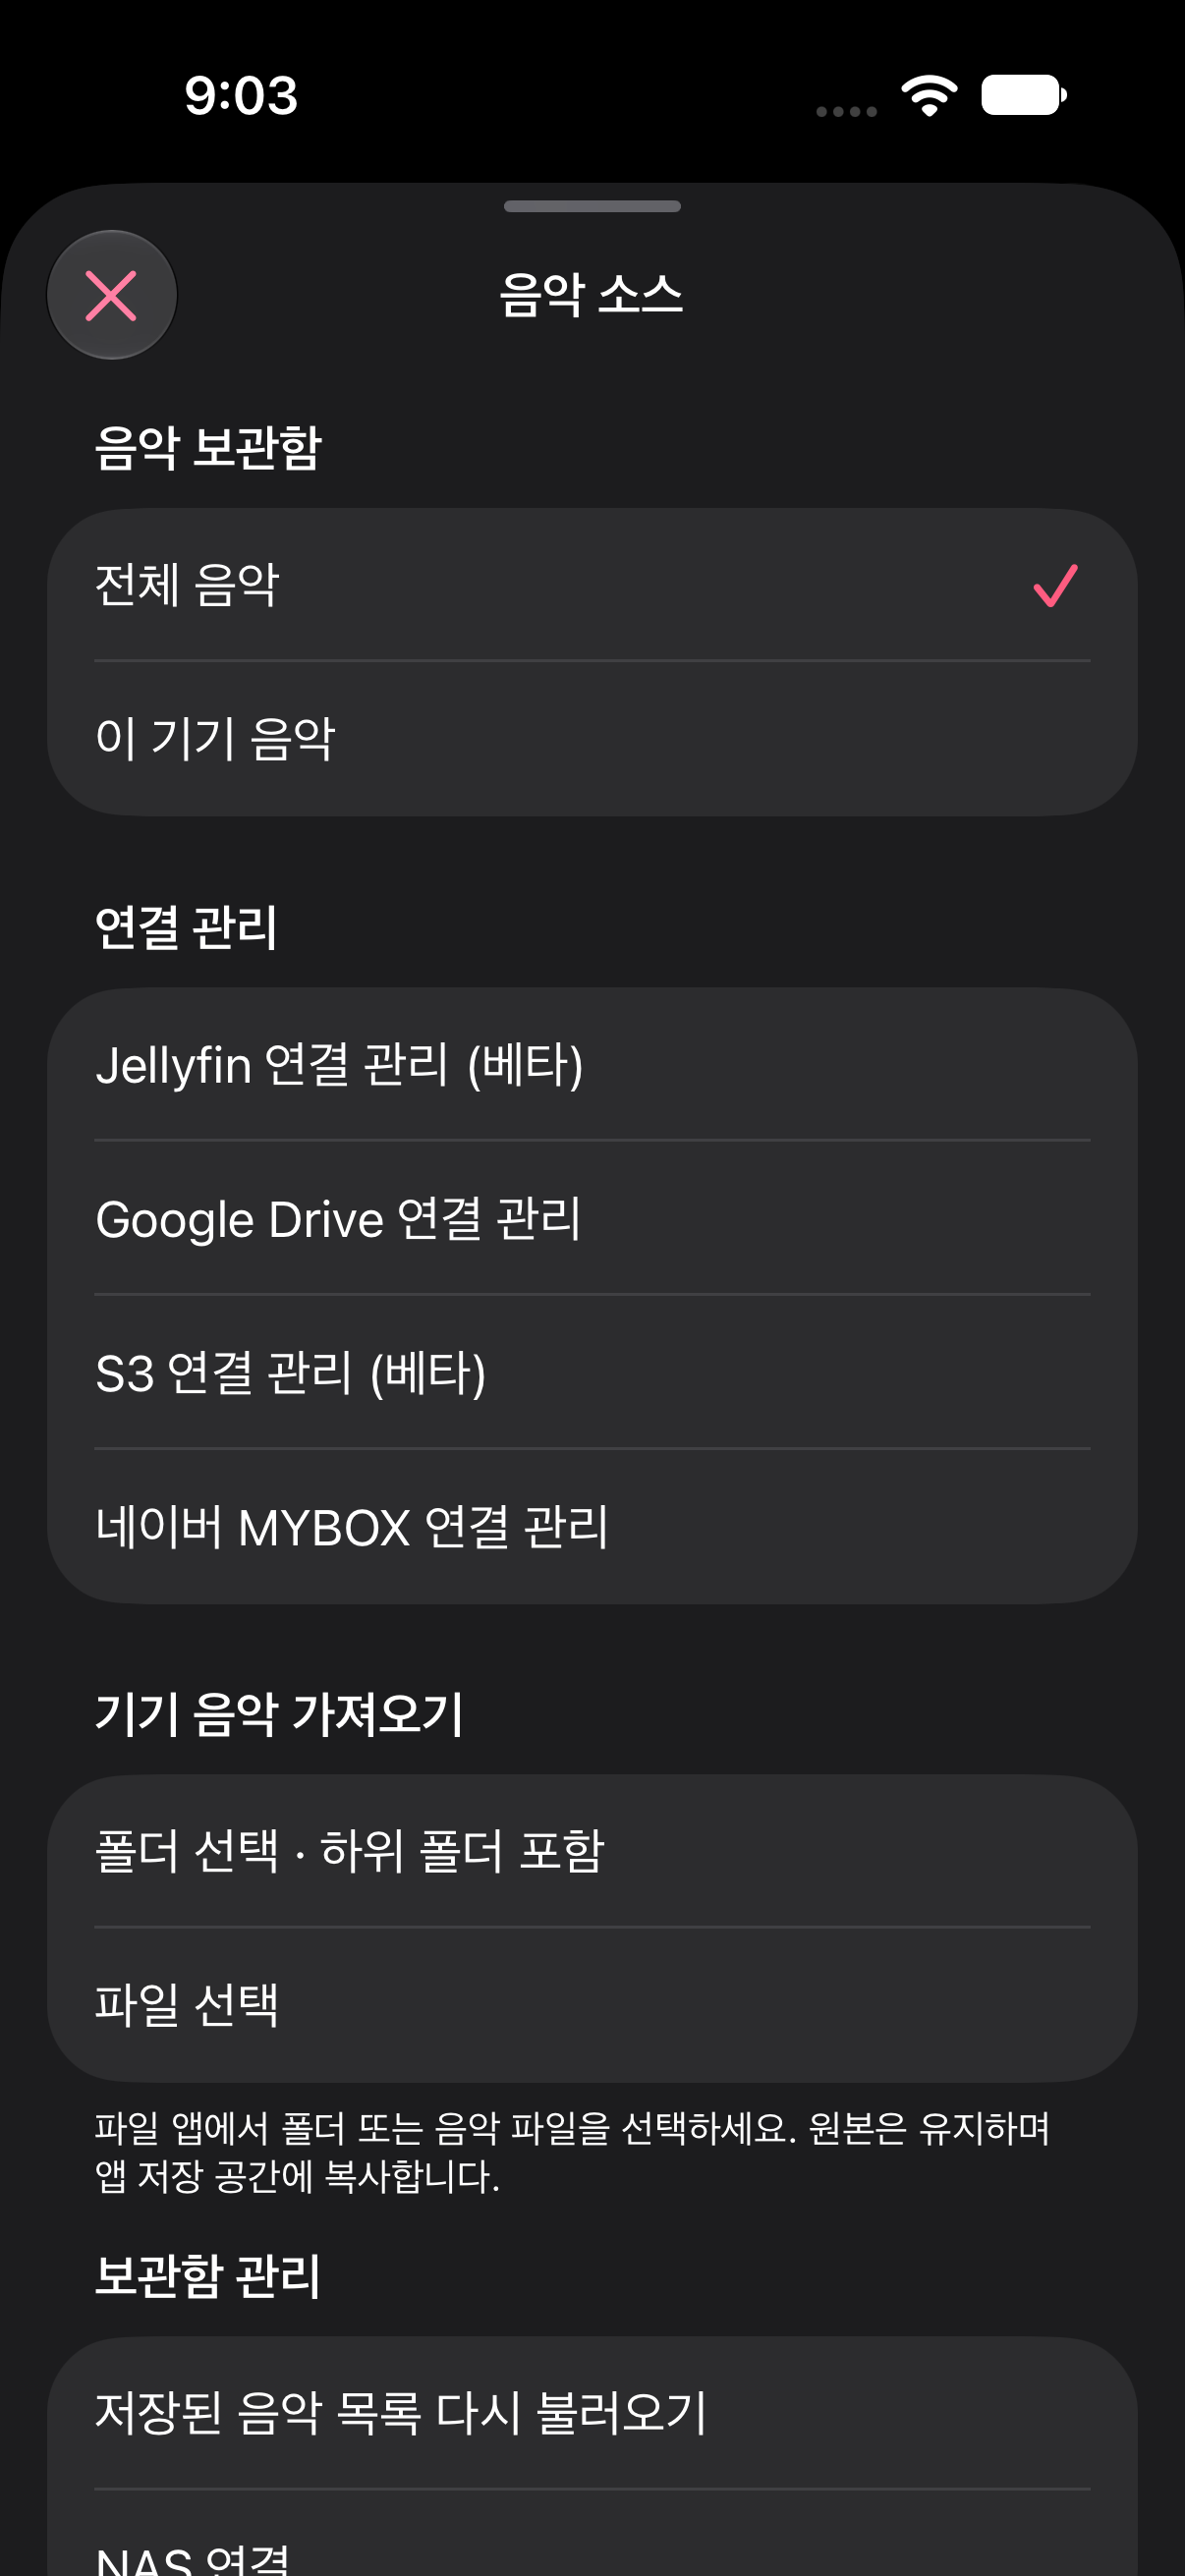 9:03
음악 소스
음악 보관함
전체 음악
이 기기 음악
연결 관리
Jellyfin 연결 관리 (베타)
Google Drive 연결 관리
S3 연결 관리 (베타)
네이버 MYBOX 연결 관리
기기 음악 가져오기
폴더 선택 · 하위 폴더 포함
파일 선택
파일 앱에서 폴더 또는 음악 파일을 선택하세요. 원본은 유지하며
앱 저장 공간에 복사합니다.
보관함 관리
저장된 음악 목록 다시 불러오기
NAS 연결